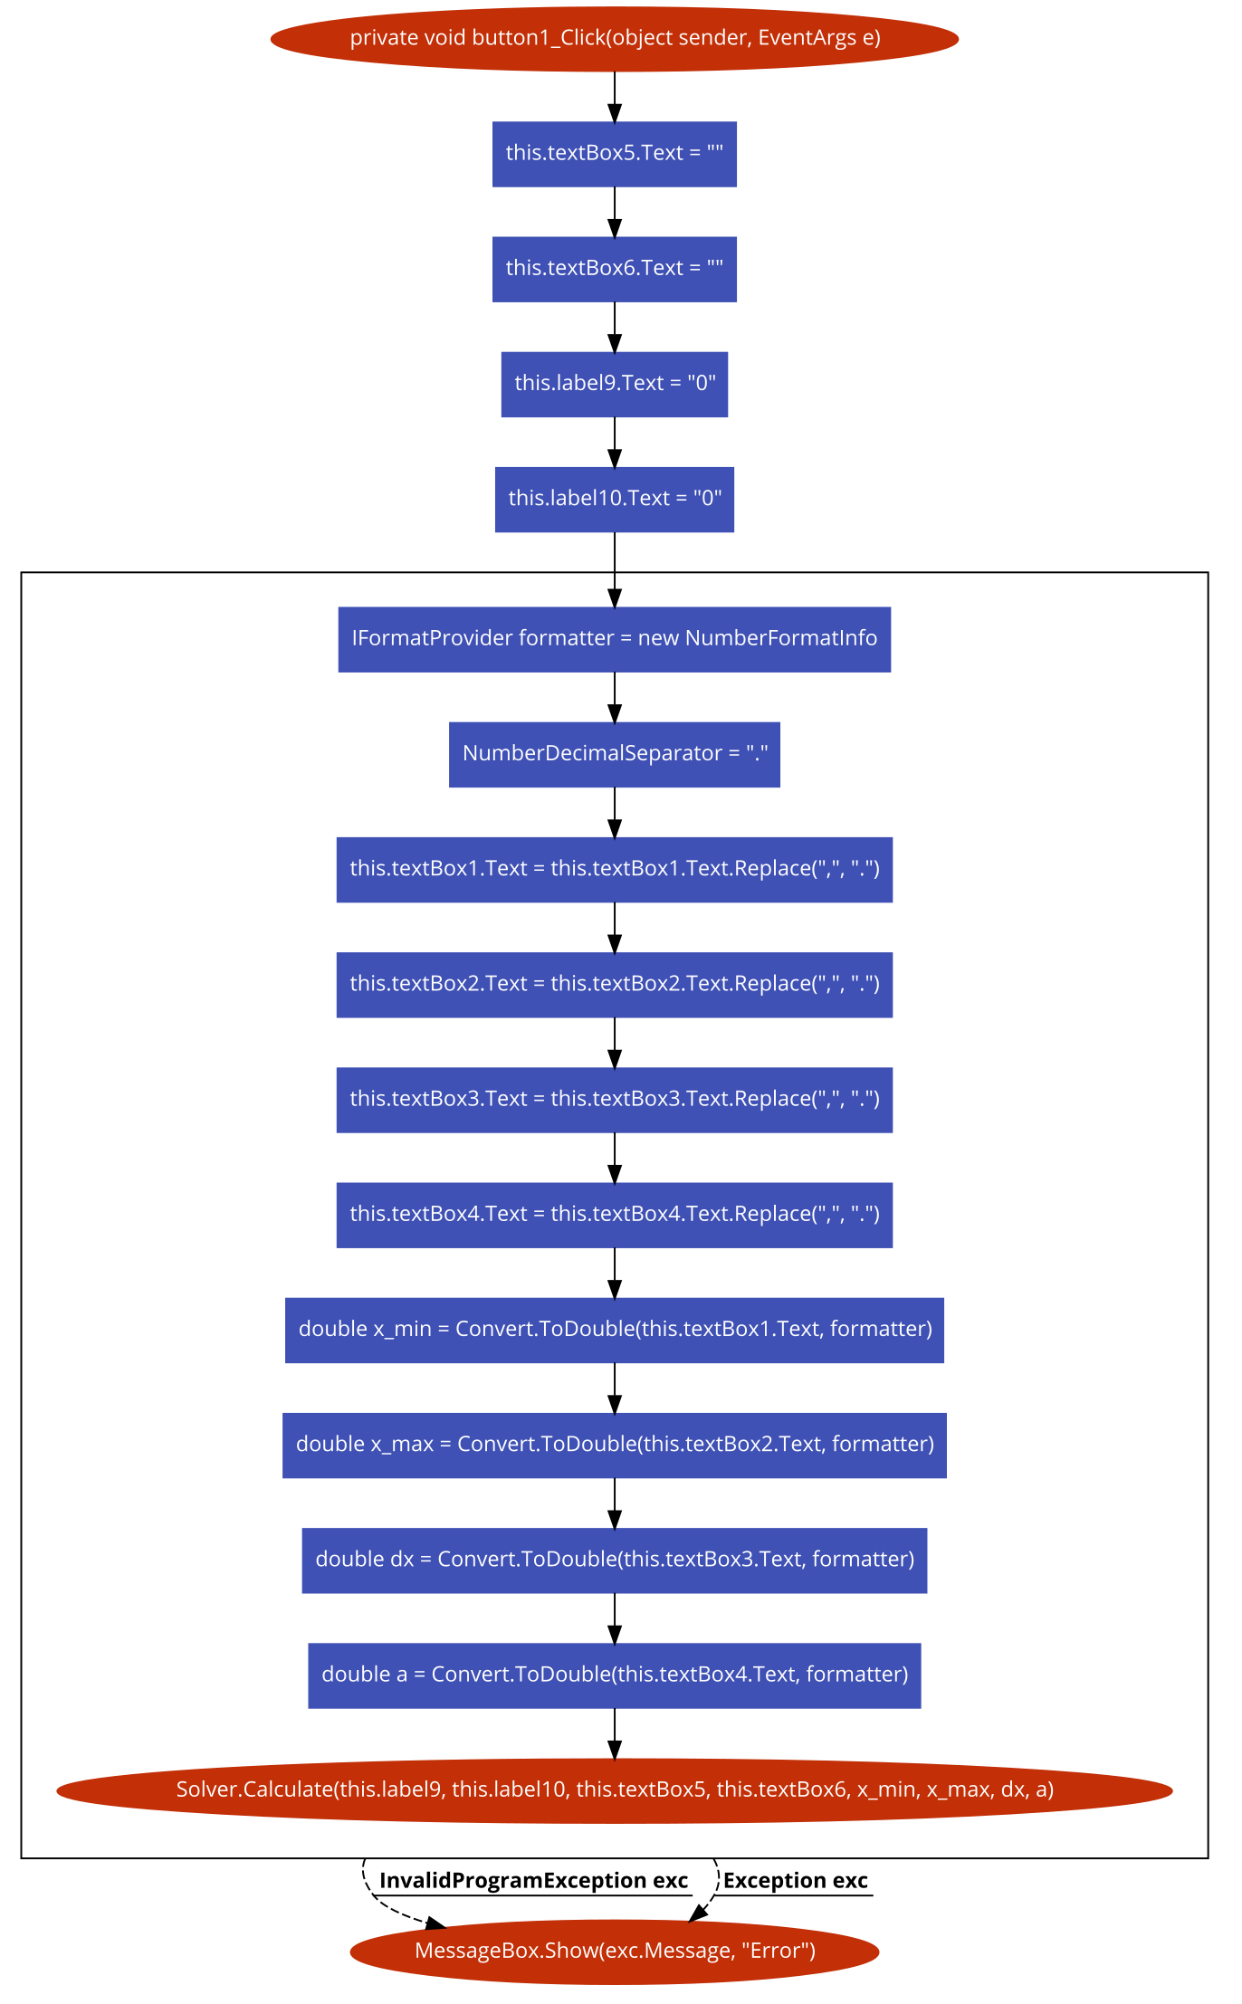 private void button1_Click(object sender, EventArgs e)
this.textBox5.Text = ""
this.textBox6.Text = ""
this.label9.Text = "0"
this.label10.Text = "0"
IFormatProvider formatter = new NumberFormatInfo
NumberDecimalSeparator = "."
this.textBox1.Text = this.textBox1.Text.Replace(",", ".")
this.textBox2.Text = this.textBox2.Text.Replace(",", ".")
this.textBox3.Text = this.textBox3.Text.Replace(",", ".")
this.textBox4.Text = this.textBox4.Text.Replace(",", ".")
double x_min = Convert.ToDouble(this.textBox1.Text, formatter)
double x_max = Convert.ToDouble(this.textBox2.Text, formatter)
double dx = Convert.ToDouble(this.textBox3.Text, formatter)
double a = Convert.ToDouble(this.textBox4.Text, formatter)
Solver.Calculate(this.label9, this.label10, this.textBox5, this.textBox6, x_min, x_max, dx, a)
InvalidProgramException exc
Exception exc
MessageBox.Show(exc.Message, "Error")